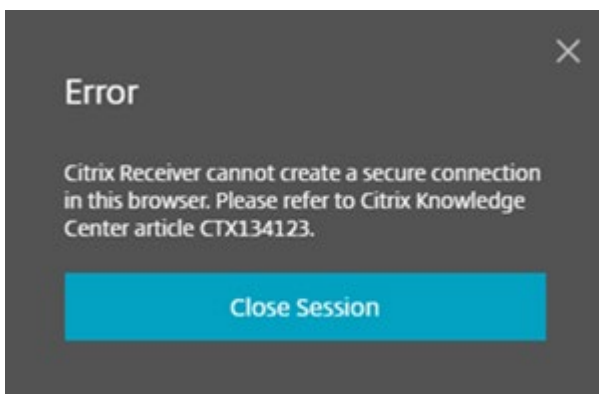 Error
Citrix Receiver cannot create a secure connection
in this browser. Please refer to Citrix Knowledge
Center article CTX134123.
Close Session